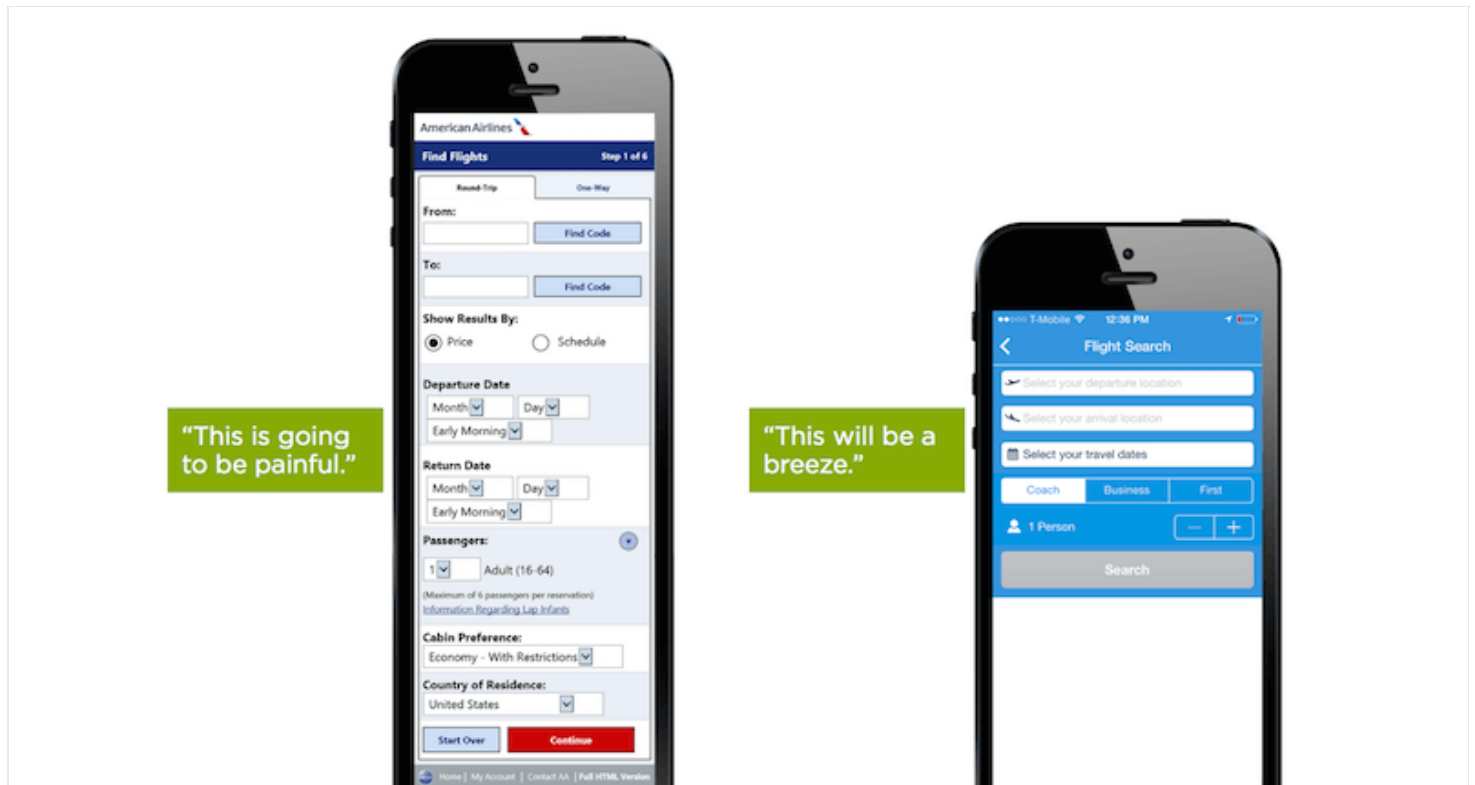 American Airlines
Find Flights Step 1 of 6
Round-Trip One-Way
From:
Find Code
To:
Find Code
Show Results By:
Price Schedule
Departure Date
Month Day
Early Morning
Return Date
Month Day
Early Morning
Passengers:
1 Adult (16-64)
(Maximum of 6 passengers per reservation)
Information Regarding Lap Infants
Cabin Preference:
Economy - With Restrictions
Country of Residence:
United States
Start Over Continue
Home | My Account | Contact AA | Full HTML Version
“This is going
to be painful.”
“This will be a
breeze.”
T-Mobile 12:36 PM
Flight Search
Select your departure location
Select your arrival location
Select your travel dates
Coach Business First
1 Person − +
Search